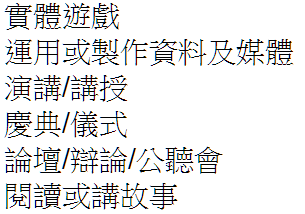 實體遊戲
運用或製作資料及媒體
演講/講授
慶典/儀式
論壇/辯論/公聽會
閱讀或講故事